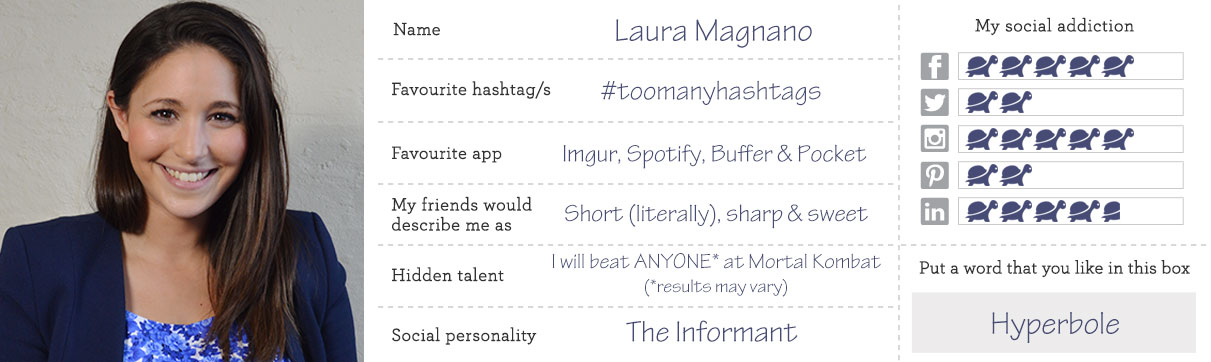 Name
Laura Magnano
Favourite hashtag/s
#toomanyhashtags
Favourite app
Imgur, Spotify, Buffer & Pocket
My friends would
describe me as
Short (literally), sharp & sweet
Hidden talent
I will beat ANYONE* at Mortal Kombat
(*results may vary)
Social personality
The Informant
My social addiction
f
in
Put a word that you like in this box
Hyperbole